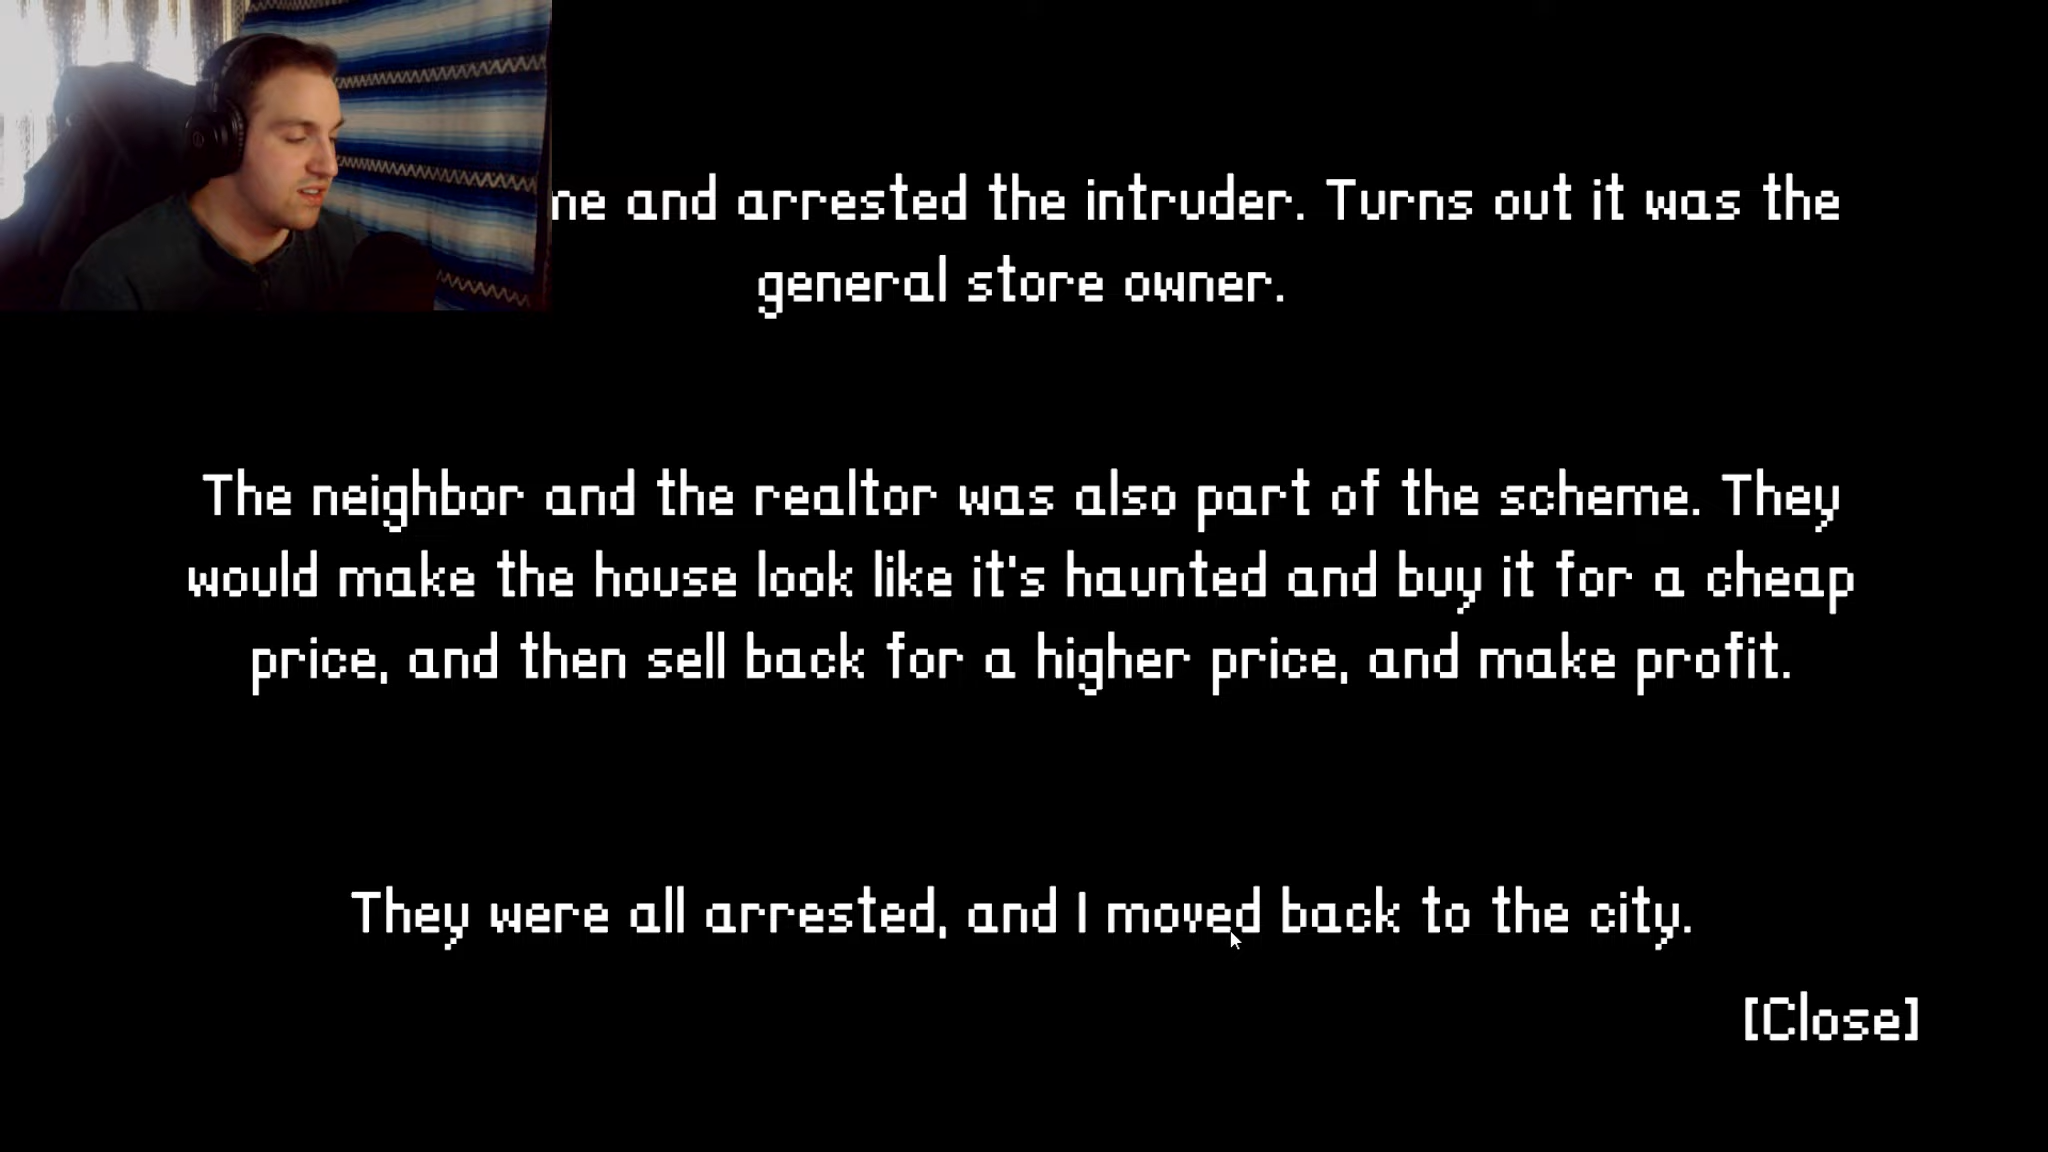 and arrested the intruder. Turns out it was the
general store owner.
The neighbor and the realtor was also part of the scheme. They
would make the house look like it's haunted and buy it for a cheap
price, and then sell back for a higher price, and make profit.
They were all arrested, and I moved back to the city.
[Close]